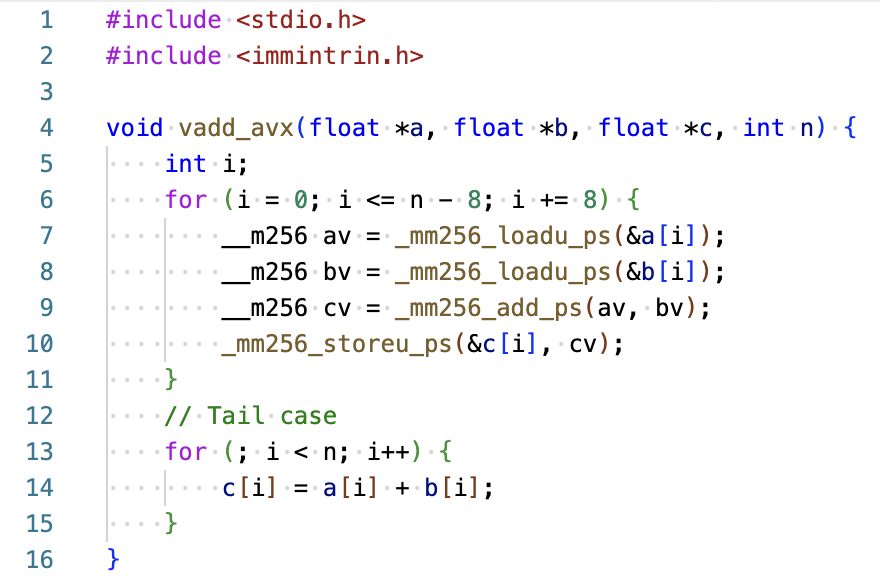 1 #include <stdio.h>
2 #include <immintrin.h>
3
4 void vadd_avx(float *a, float *b, float *c, int n) {
5     int i;
6     for (i = 0; i <= n - 8; i += 8) {
7         __m256 av = _mm256_loadu_ps(&a[i]);
8         __m256 bv = _mm256_loadu_ps(&b[i]);
9         __m256 cv = _mm256_add_ps(av, bv);
10         _mm256_storeu_ps(&c[i], cv);
11     }
12     // Tail case
13     for (; i < n; i++) {
14         c[i] = a[i] + b[i];
15     }
16 }